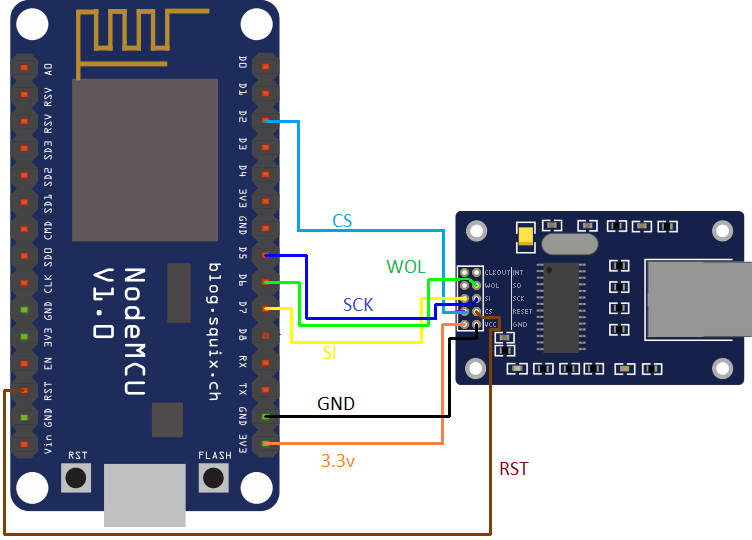 A0
RSV
RSV
SD3
SD2
SD1
CMD
SD0
CLK
GND
3V3
EN
RST
GND
Vin
NodeMCU
V1.0
blog.squix.ch
RST
FLASH
D0
D1
D2
D3
D4
3V3
GND
D5
D6
D7
D8
RX
TX
GND
3V3
CS
WOL
SCK
SI
GND
3.3v
RST
CLKOUT INT
WOL SO
SI SCK
CS RESET
VCC GND